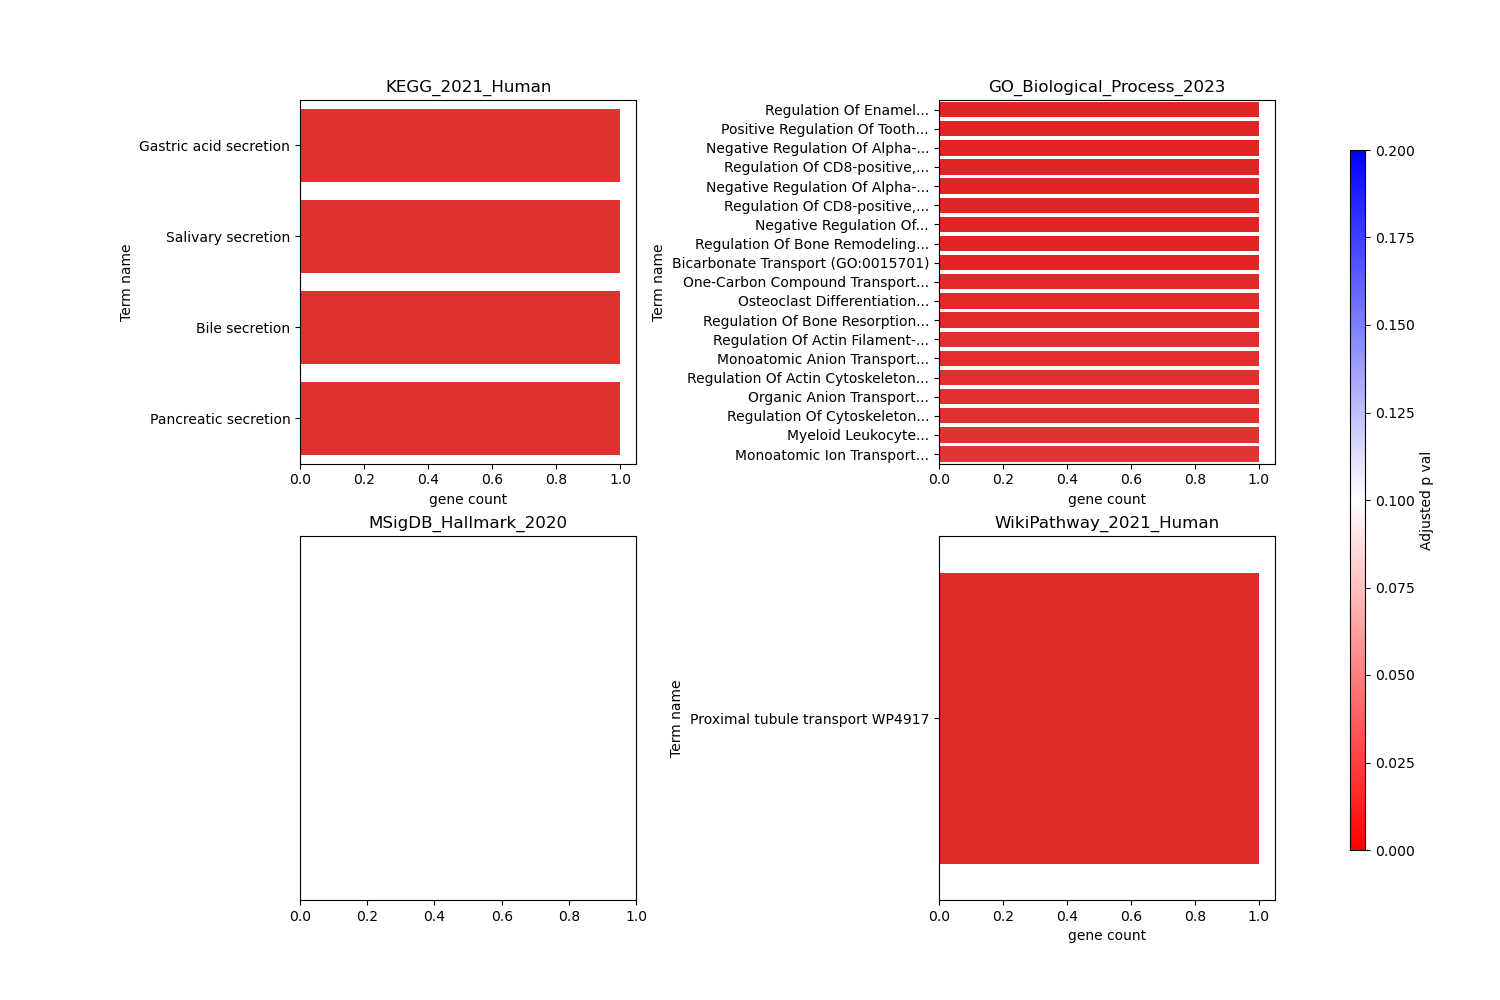 KEGG_2021_Human
Gastric acid secretion
Salivary secretion
Bile secretion
Pancreatic secretion
Term name
0.0 0.2 0.4 0.6 0.8 1.0
gene count
GO_Biological_Process_2023
Regulation Of Enamel...
Positive Regulation Of Tooth...
Negative Regulation Of Alpha-...
Regulation Of CD8-positive,...
Negative Regulation Of Alpha-...
Regulation Of CD8-positive,...
Negative Regulation Of...
Regulation Of Bone Remodeling...
Bicarbonate Transport (GO:0015701)
One-Carbon Compound Transport...
Osteoclast Differentiation...
Regulation Of Bone Resorption...
Regulation Of Actin Filament-...
Monoatomic Anion Transport...
Regulation Of Actin Cytoskeleton...
Organic Anion Transport...
Regulation Of Cytoskeleton...
Myeloid Leukocyte...
Monoatomic Ion Transport...
Term name
0.0 0.2 0.4 0.6 0.8 1.0
gene count
MSigDB_Hallmark_2020
0.0 0.2 0.4 0.6 0.8 1.0
WikiPathway_2021_Human
Proximal tubule transport WP4917
Term name
0.0 0.2 0.4 0.6 0.8 1.0
gene count
0.200
0.175
0.150
0.125
0.100
0.075
0.050
0.025
0.000
Adjusted p val